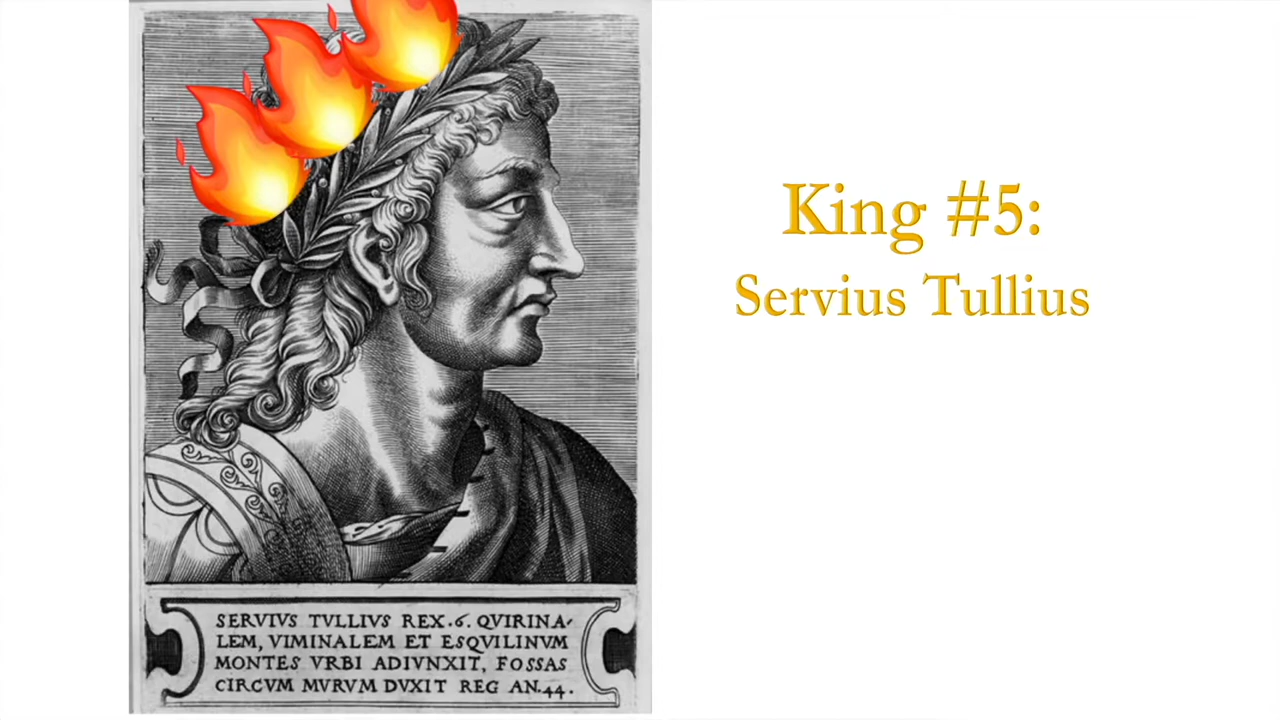 King #5:
Servius Tullius
SERVIVS TVLLIVS REX.6. QVIRINA-
LEM, VIMINALEM ET ESQVILINVM
MONTES VRBI ADIVNXIT, FOSSAS
CIRCVM MVRVM DVXIT REG AN.44.